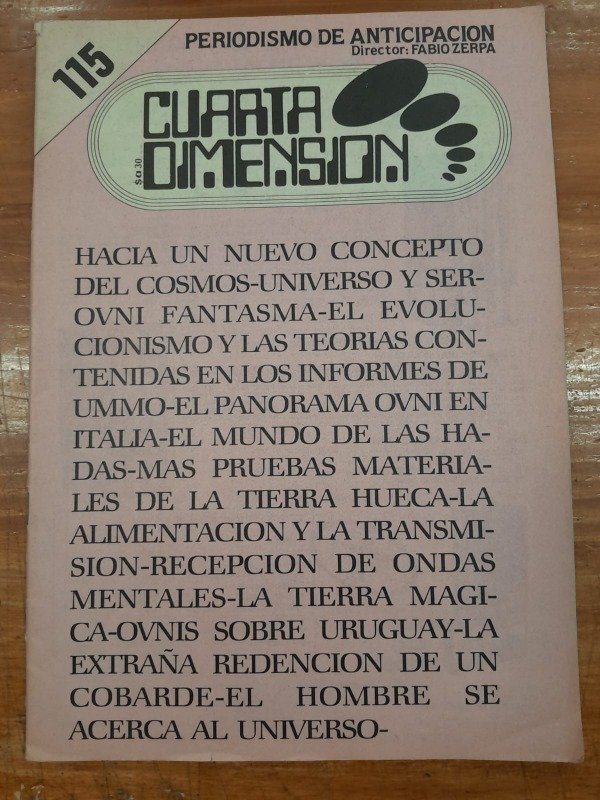 115
PERIODISMO DE ANTICIPACION
Director: FABIO ZERPA
CUARTA
DIMENSION
$a 30
HACIA UN NUEVO CONCEPTO
DEL COSMOS-UNIVERSO Y SER-
OVNI FANTASMA-EL EVOLU-
CIONISMO Y LAS TEORIAS CON-
TENIDAS EN LOS INFORMES DE
UMMO-EL PANORAMA OVNI EN
ITALIA-EL MUNDO DE LAS HA-
DAS-MAS PRUEBAS MATERIA-
LES DE LA TIERRA HUECA-LA
ALIMENTACION Y LA TRANSMI-
SION-RECEPCION DE ONDAS
MENTALES-LA TIERRA MAGI-
CA-OVNIS SOBRE URUGUAY-LA
EXTRAÑA REDENCION DE UN
COBARDE-EL HOMBRE SE
ACERCA AL UNIVERSO-